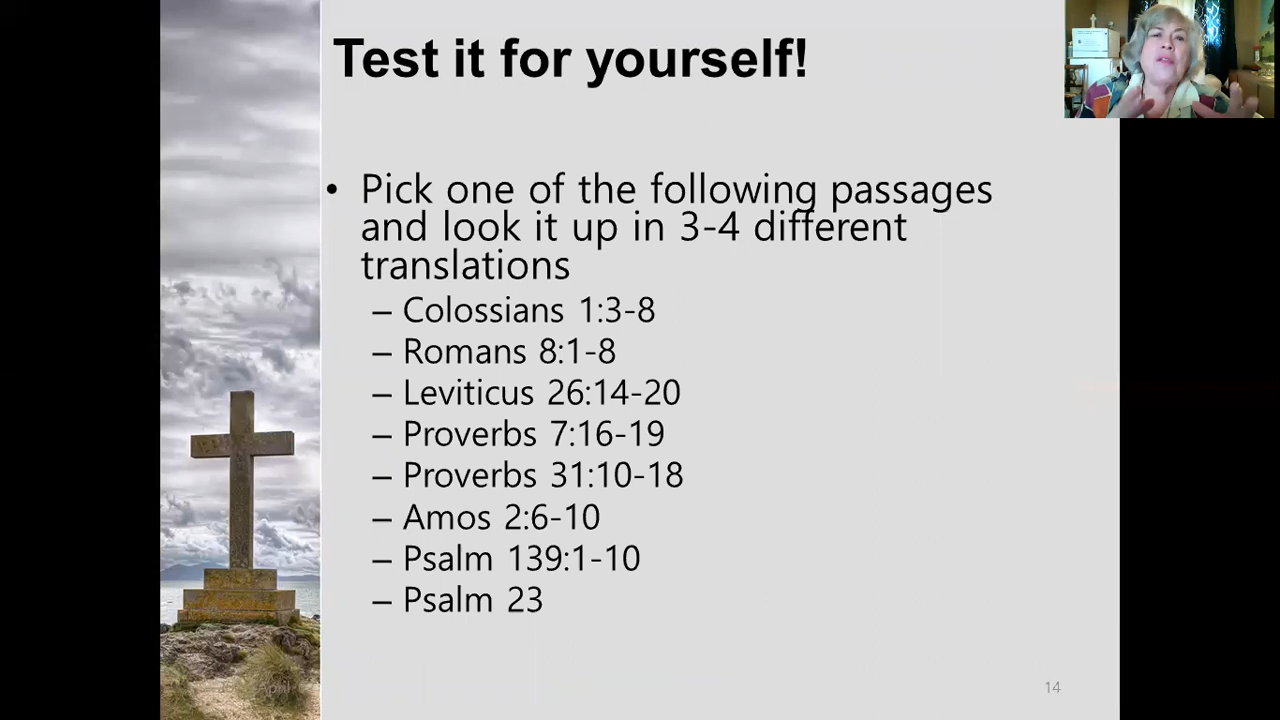 Test it for yourself!
• Pick one of the following passages
and look it up in 3-4 different
translations
– Colossians 1:3-8
– Romans 8:1-8
– Leviticus 26:14-20
– Proverbs 7:16-19
– Proverbs 31:10-18
– Amos 2:6-10
– Psalm 139:1-10
– Psalm 23
April
14